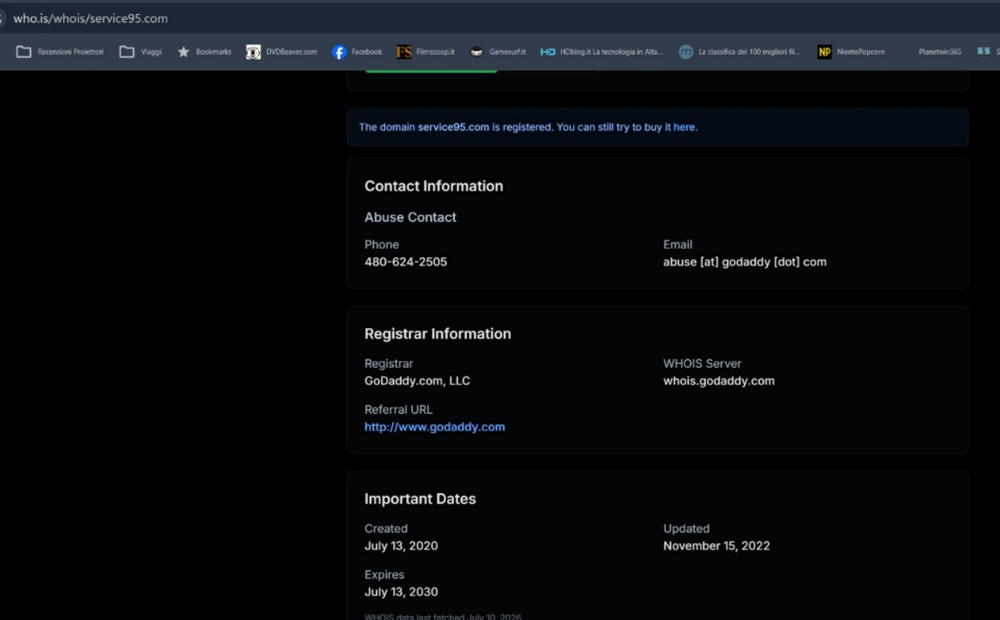 who.is/whois/service95.com
Recensioni Proiettori Viaggi Bookmarks DVDBeaver.com Facebook FS Filmscoop.it Gamesurf.it HD HDblog.it La tecnologia in Alta... m La classifica dei 100 migliori fil... NP NientePopcorn Planetwin365
The domain service95.com is registered. You can still try to buy it here.
Contact Information
Abuse Contact
Phone Email
480-624-2505 abuse [at] godaddy [dot] com
Registrar Information
Registrar WHOIS Server
GoDaddy.com, LLC whois.godaddy.com
Referral URL
http://www.godaddy.com
Important Dates
Created Updated
July 13, 2020 November 15, 2022
Expires
July 13, 2030
WHOIS data last fetched July 10, 2026